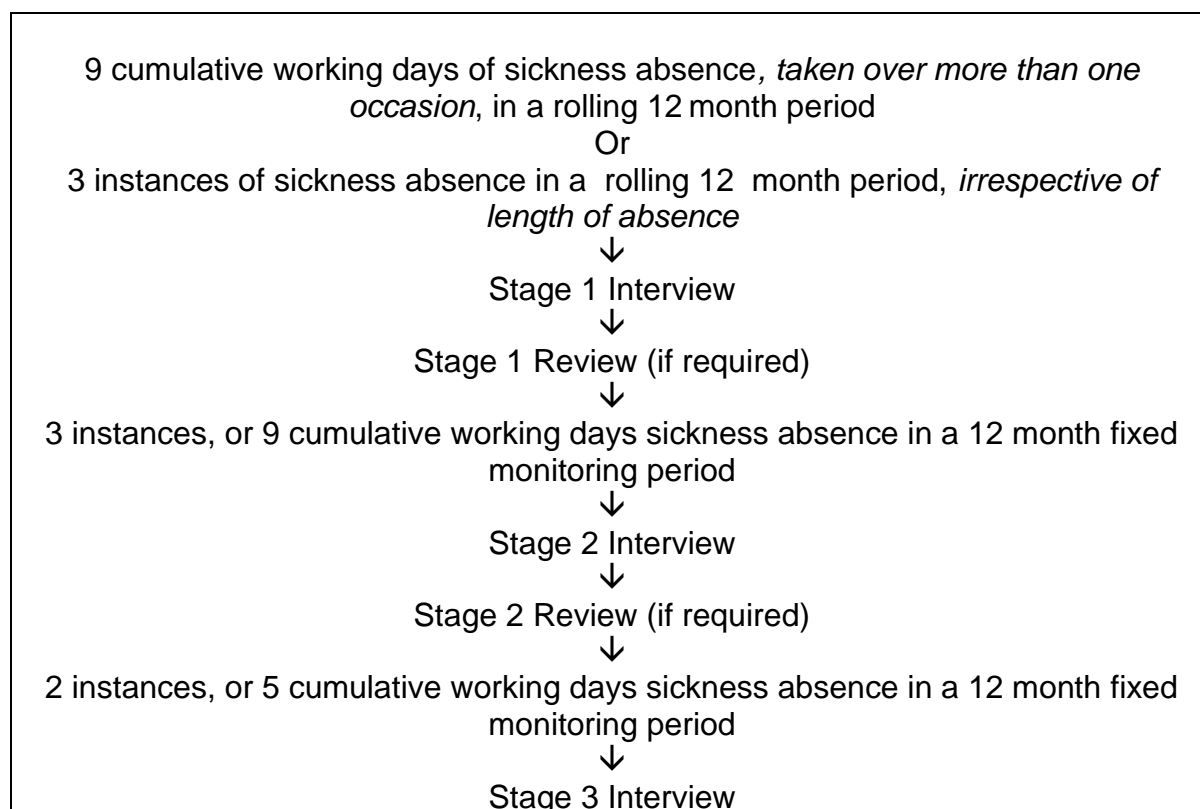 9 cumulative working days of sickness absence, taken over more than one
occasion, in a rolling 12 month period
Or
3 instances of sickness absence in a  rolling 12  month period, irrespective of
length of absence
↓
Stage 1 Interview
↓
Stage 1 Review (if required)
↓
3 instances, or 9 cumulative working days sickness absence in a 12 month fixed
monitoring period
↓
Stage 2 Interview
↓
Stage 2 Review (if required)
↓
2 instances, or 5 cumulative working days sickness absence in a 12 month fixed
monitoring period
↓
Stage 3 Interview